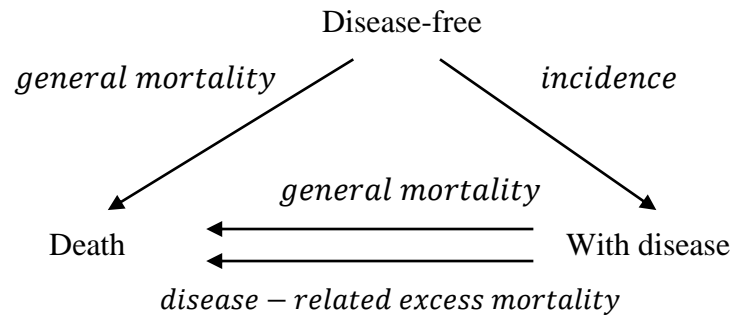 Disease-free
general mortality
incidence
general mortality
Death
With disease
disease − related excess mortality